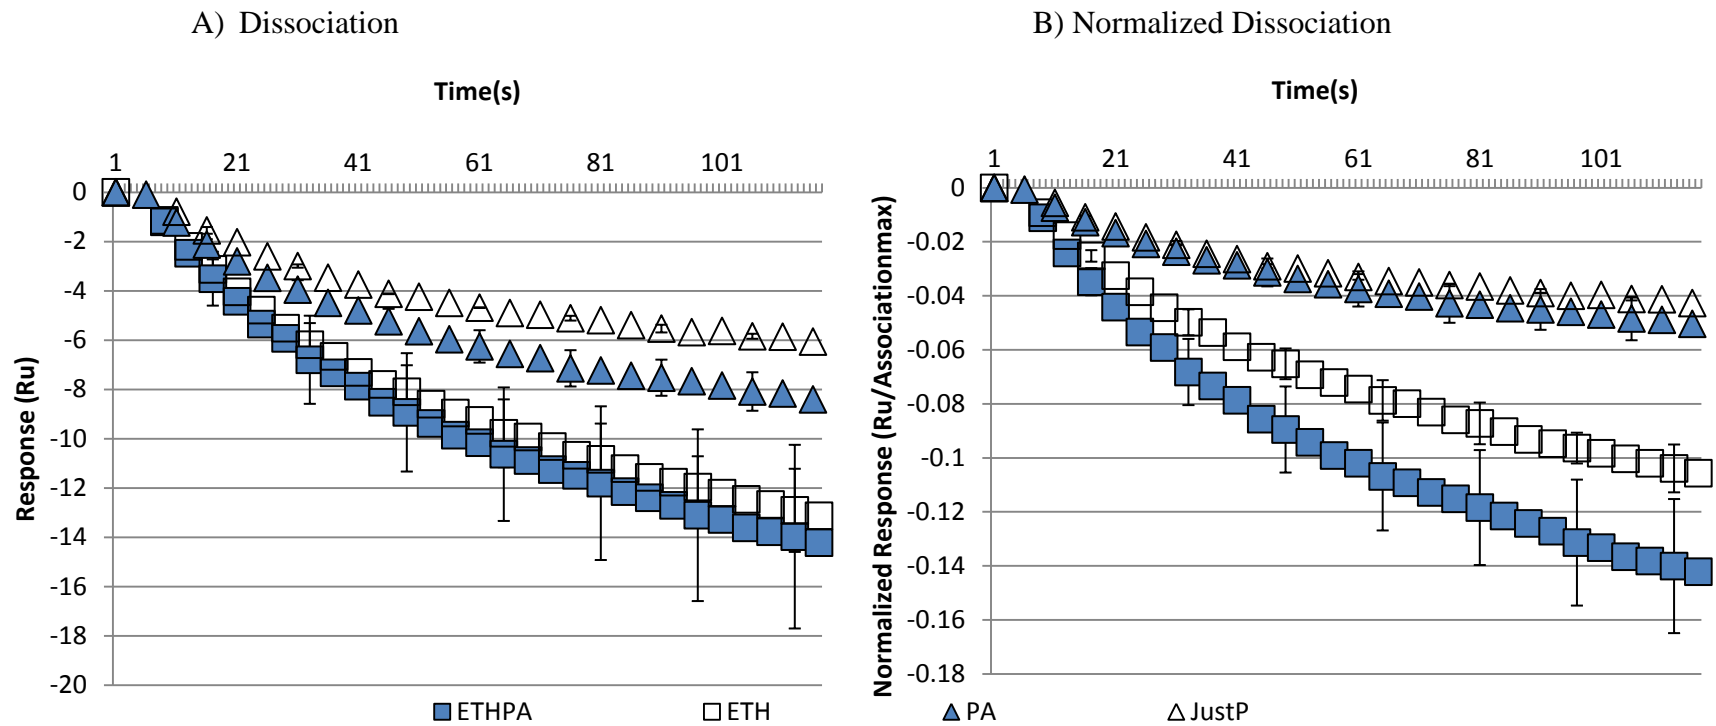 A) Dissociation
B) Normalized Dissociation
Time(s)
1 21 41 61 81 101
0
-2
-4
-6
-8
-10
-12
-14
-16
-18
-20
Response (Ru)
Time(s)
1 21 41 61 81 101
0
-0.02
-0.04
-0.06
-0.08
-0.1
-0.12
-0.14
-0.16
-0.18
Normalized Response (Ru/Associationmax)
ETHPA ETH PA JustP